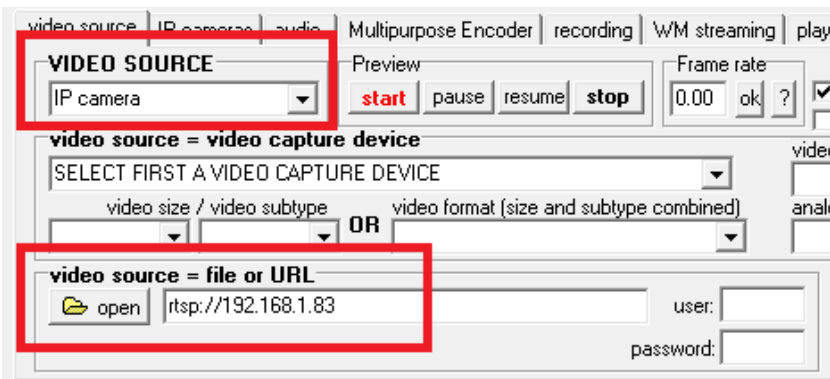 video source IP cameras audio Multipurpose Encoder recording WM streaming play
VIDEO SOURCE Preview Frame rate
IP camera start pause resume stop 0.00 ok ?
video source = video capture device
SELECT FIRST A VIDEO CAPTURE DEVICE
video size / video subtype OR video format (size and subtype combined)
video source = file or URL
open rtsp://192.168.1.83 user:
password: